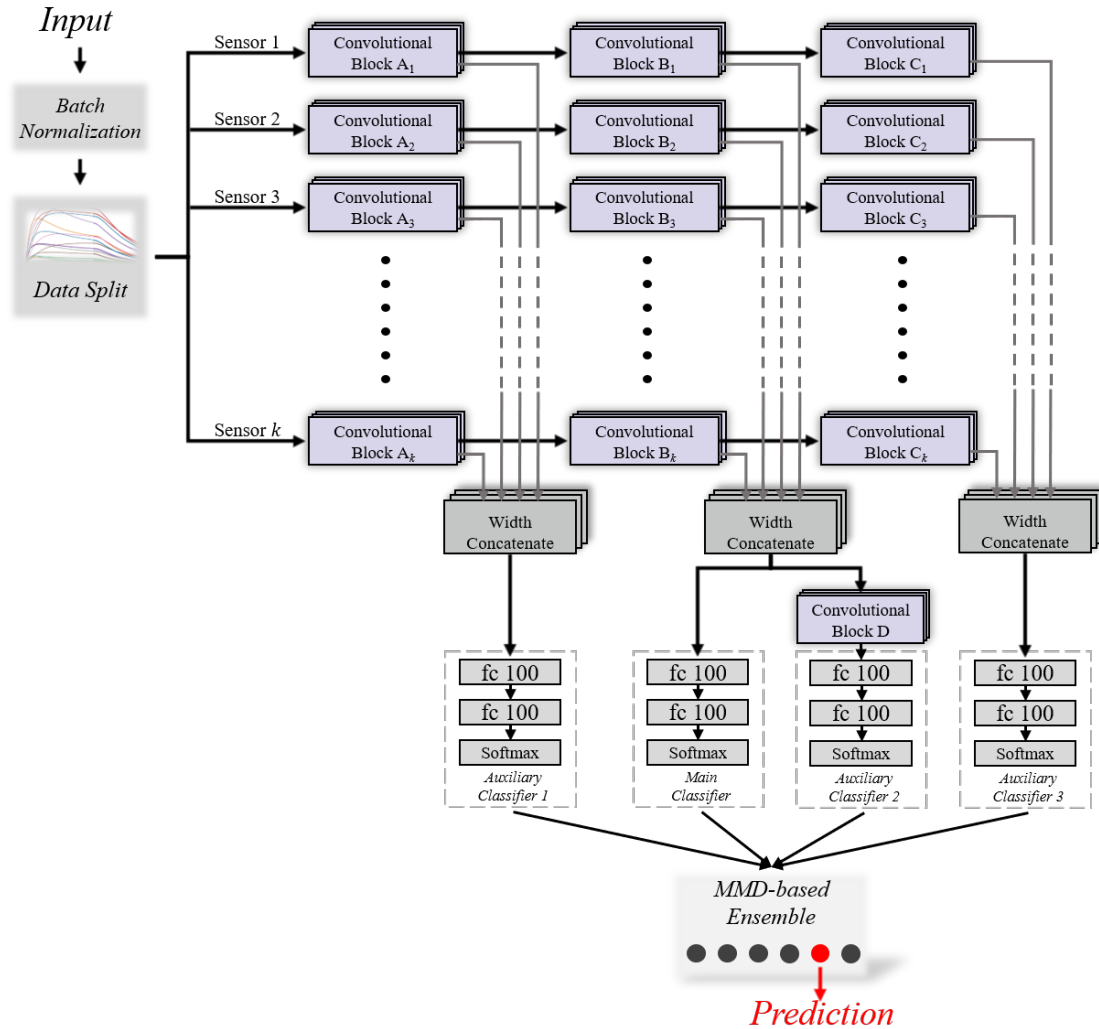 Input
Batch
Normalization
Data Split
Sensor 1
Convolutional
Block A₁
Convolutional
Block B₁
Convolutional
Block C₁
Sensor 2
Convolutional
Block A₂
Convolutional
Block B₂
Convolutional
Block C₂
Sensor 3
Convolutional
Block A₃
Convolutional
Block B₃
Convolutional
Block C₃
Sensor k
Convolutional
Block Aₖ
Convolutional
Block Bₖ
Convolutional
Block Cₖ
Width
Concatenate
Width
Concatenate
Width
Concatenate
Convolutional
Block D
fc 100
fc 100
Softmax
Auxiliary
Classifier 1
fc 100
fc 100
Softmax
Main
Classifier
fc 100
fc 100
Softmax
Auxiliary
Classifier 2
fc 100
fc 100
Softmax
Auxiliary
Classifier 3
MMD-based
Ensemble
Prediction